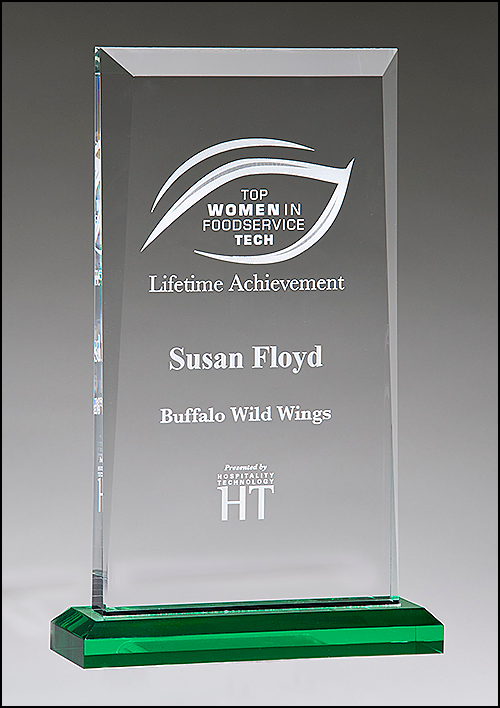 TOP
WOMEN IN
FOODSERVICE
TECH
Lifetime Achievement
Susan Floyd
Buffalo Wild Wings
Presented by
HOSPITALITY
TECHNOLOGY
HT